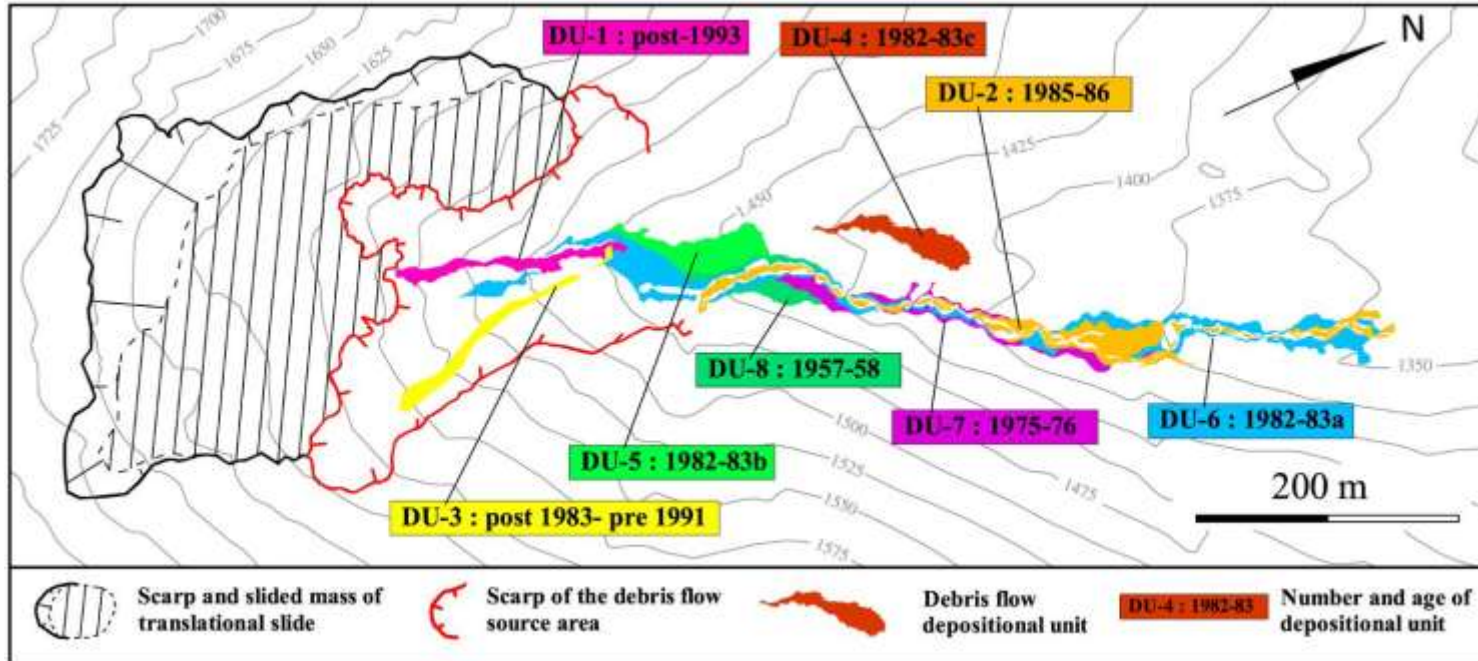 1700
1675
1650
1625
1725
DU-1 : post-1993
DU-4 : 1982-83c
N
DU-2 : 1985-86
1425
1400
1375
1.450
DU-8 : 1957-58
1350
DU-7 : 1975-76
DU-6 : 1982-83a
1500
DU-5 : 1982-83b
1525
1475
200 m
DU-3 : post 1983- pre 1991
1550
1575
Scarp and slided mass of
translational slide
Scarp of the debris flow
source area
Debris flow
depositional unit
DU-4 : 1982-83
Number and age of
depositional unit